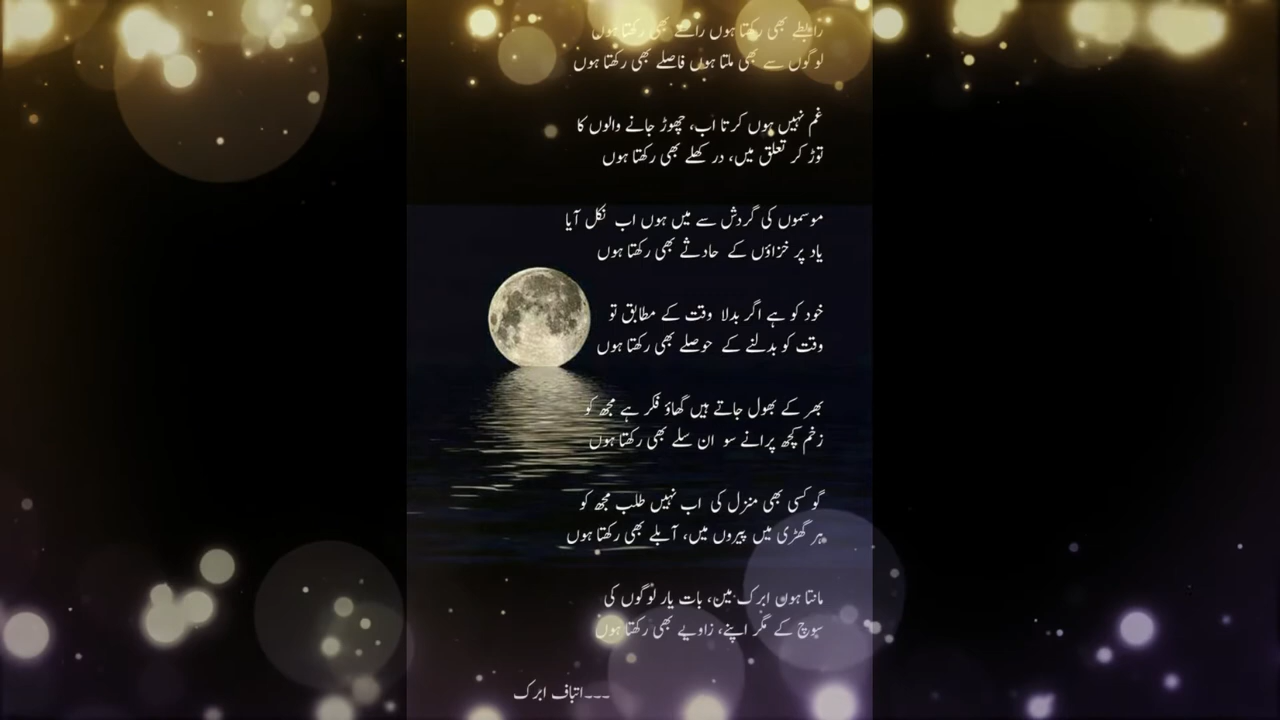 رابطے بھی رکھتا ہوں راستے بھی رکھتا ہوں
لوگوں سے بھی ملتا ہوں فاصلے بھی رکھتا ہوں
غم نہیں ہوں کرتا اب، چھوڑ جانے والوں کا
توڑ کر تعلق میں، در کھلے بھی رکھتا ہوں
موسموں کی گردش سے میں ہوں اب نکل آیا
یاد پر خزاؤں کے حادثے بھی رکھتا ہوں
خود کو ہے اگر بدلا وقت کے مطابق تو
وقت کو بدلنے کے حوصلے بھی رکھتا ہوں
بھر کے بھول جاتے ہیں گھاؤ فکر ہے مجھ کو
زخم کچھ پرانے سو ان سلے بھی رکھتا ہوں
گو کسی بھی منزل کی اب نہیں طلب مجھ کو
ہر گھڑی میں پیروں میں، آبلے بھی رکھتا ہوں
مانتا ہوں ابرک میں، بات یار لوگوں کی
سوچ کے مگر اپنے، زاویے بھی رکھتا ہوں
۔۔۔اتباف ابرک